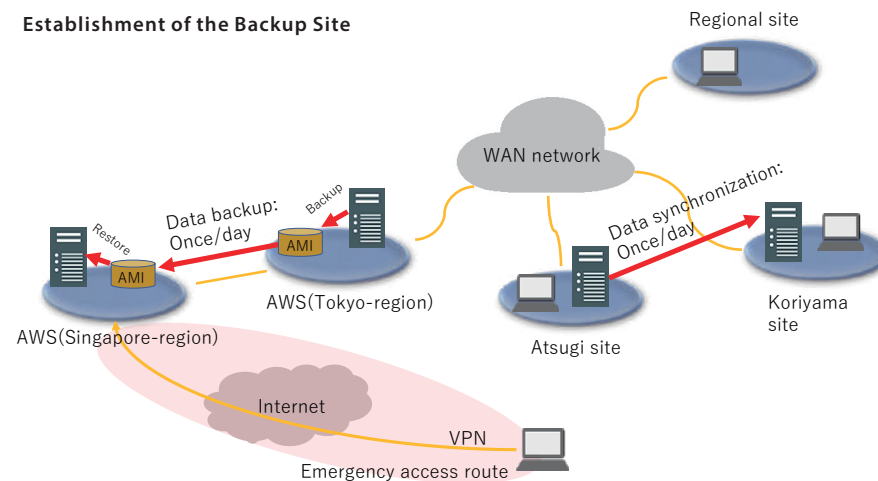 Establishment of the Backup Site
Regional site
WAN network
Data synchronization:
Once/day
Backup
Data backup:
Once/day
Restore
AMI
AMI
AWS(Tokyo-region)
Koriyama
site
AWS(Singapore-region)
Atsugi site
Internet
VPN
Emergency access route